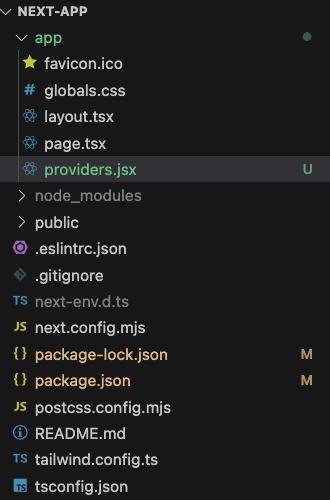 NEXT-APP
app
favicon.ico
# globals.css
layout.tsx
page.tsx
providers.jsx U
node_modules
public
.eslintrc.json
.gitignore
TS next-env.d.ts
JS next.config.mjs
{ } package-lock.json M
{ } package.json M
JS postcss.config.mjs
README.md
TS tailwind.config.ts
TS tsconfig.json